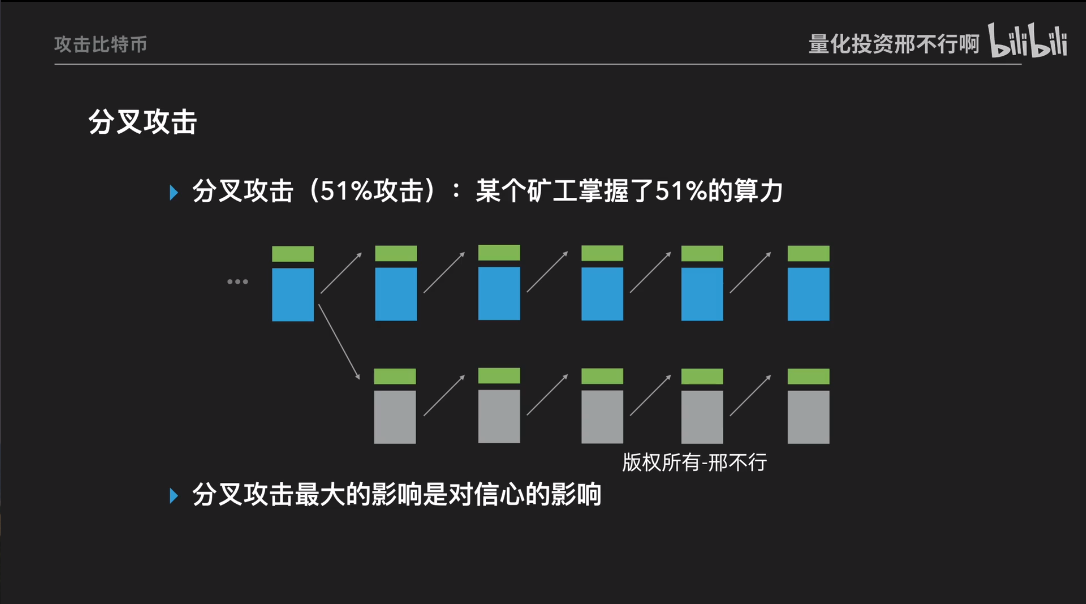 攻击比特币
量化投资邢不行啊 bilibili
分叉攻击
分叉攻击（51%攻击）：某个矿工掌握了51%的算力
版权所有-邢不行
分叉攻击最大的影响是对信心的影响